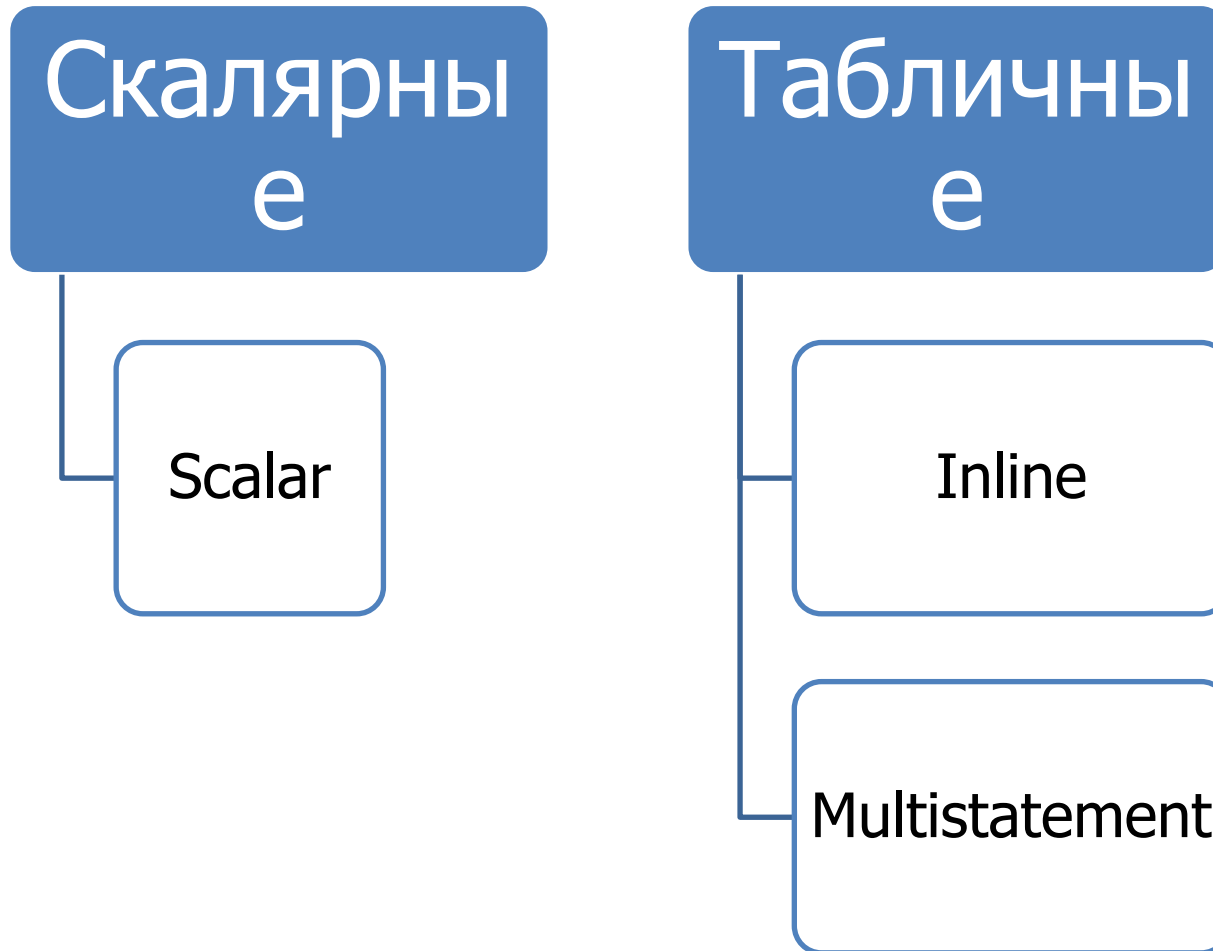 Скалярны
е
Scalar
Табличны
е
Inline
Multistatement